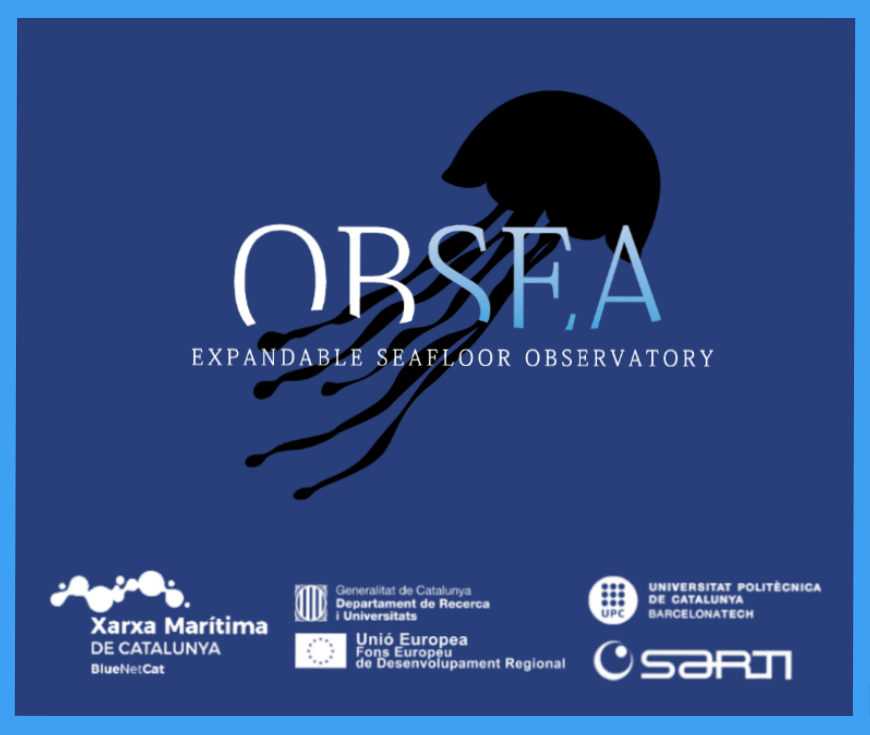 OBSEA
EXPANDABLE SEAFLOOR OBSERVATORY
Xarxa Marítima
DE CATALUNYA
BlueNetCat
Generalitat de Catalunya
Departament de Recerca
i Universitats
Unió Europea
Fons Europeu
de Desenvolupament Regional
UPC
UNIVERSITAT POLITÈCNICA
DE CATALUNYA
BARCELONATECH
SARTI